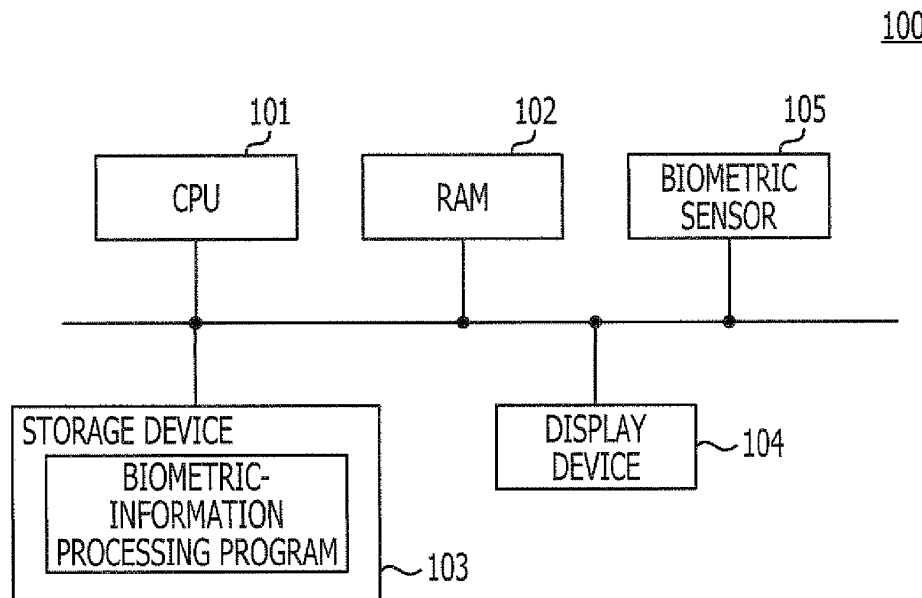 100
101
102
105
CPU
RAM
BIOMETRIC
SENSOR
STORAGE DEVICE
BIOMETRIC-
INFORMATION
PROCESSING PROGRAM
103
DISPLAY
DEVICE
104